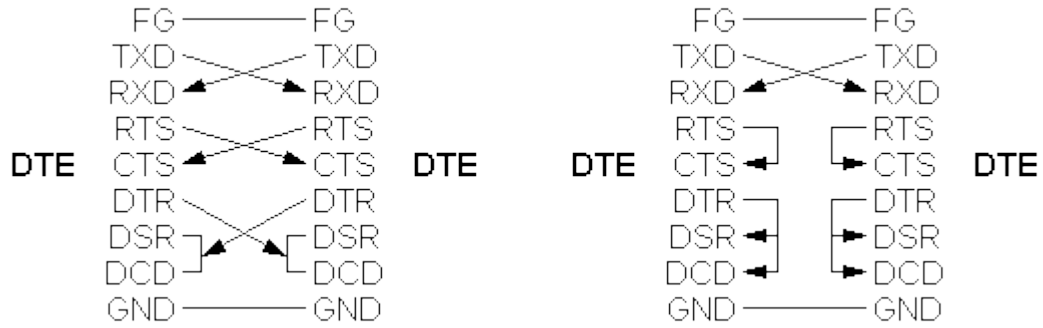 FG FG FG FG
TXD TXD TXD TXD
RXD RXD RXD RXD
RTS RTS RTS RTS
DTE CTS CTS DTE DTE CTS CTS DTE
DTR DTR DTR DTR
DSR DSR DSR DSR
DCD DCD DCD DCD
GND GND GND GND